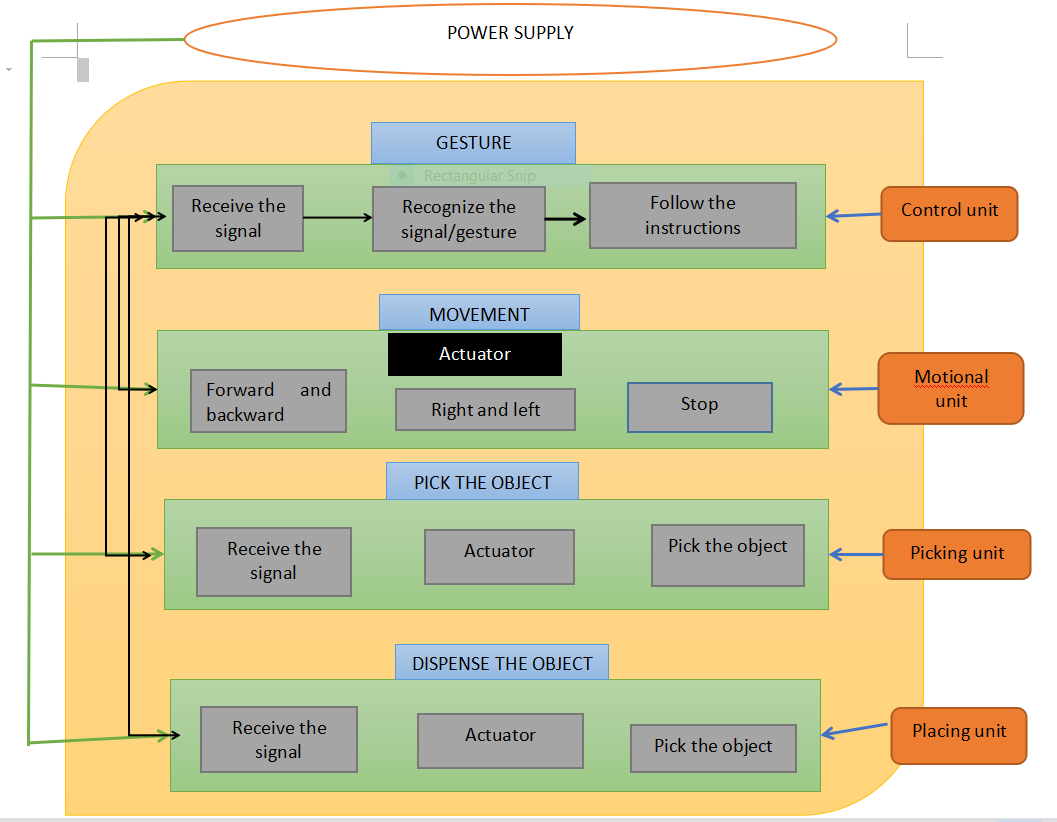 POWER SUPPLY
GESTURE
Rectangular Snip
Receive the
signal
Recognize the
signal/gesture
Follow the
instructions
Control unit
MOVEMENT
Actuator
Forward and
backward
Right and left
Stop
Motional
unit
PICK THE OBJECT
Receive the
signal
Actuator
Pick the object
Picking unit
DISPENSE THE OBJECT
Receive the
signal
Actuator
Pick the object
Placing unit